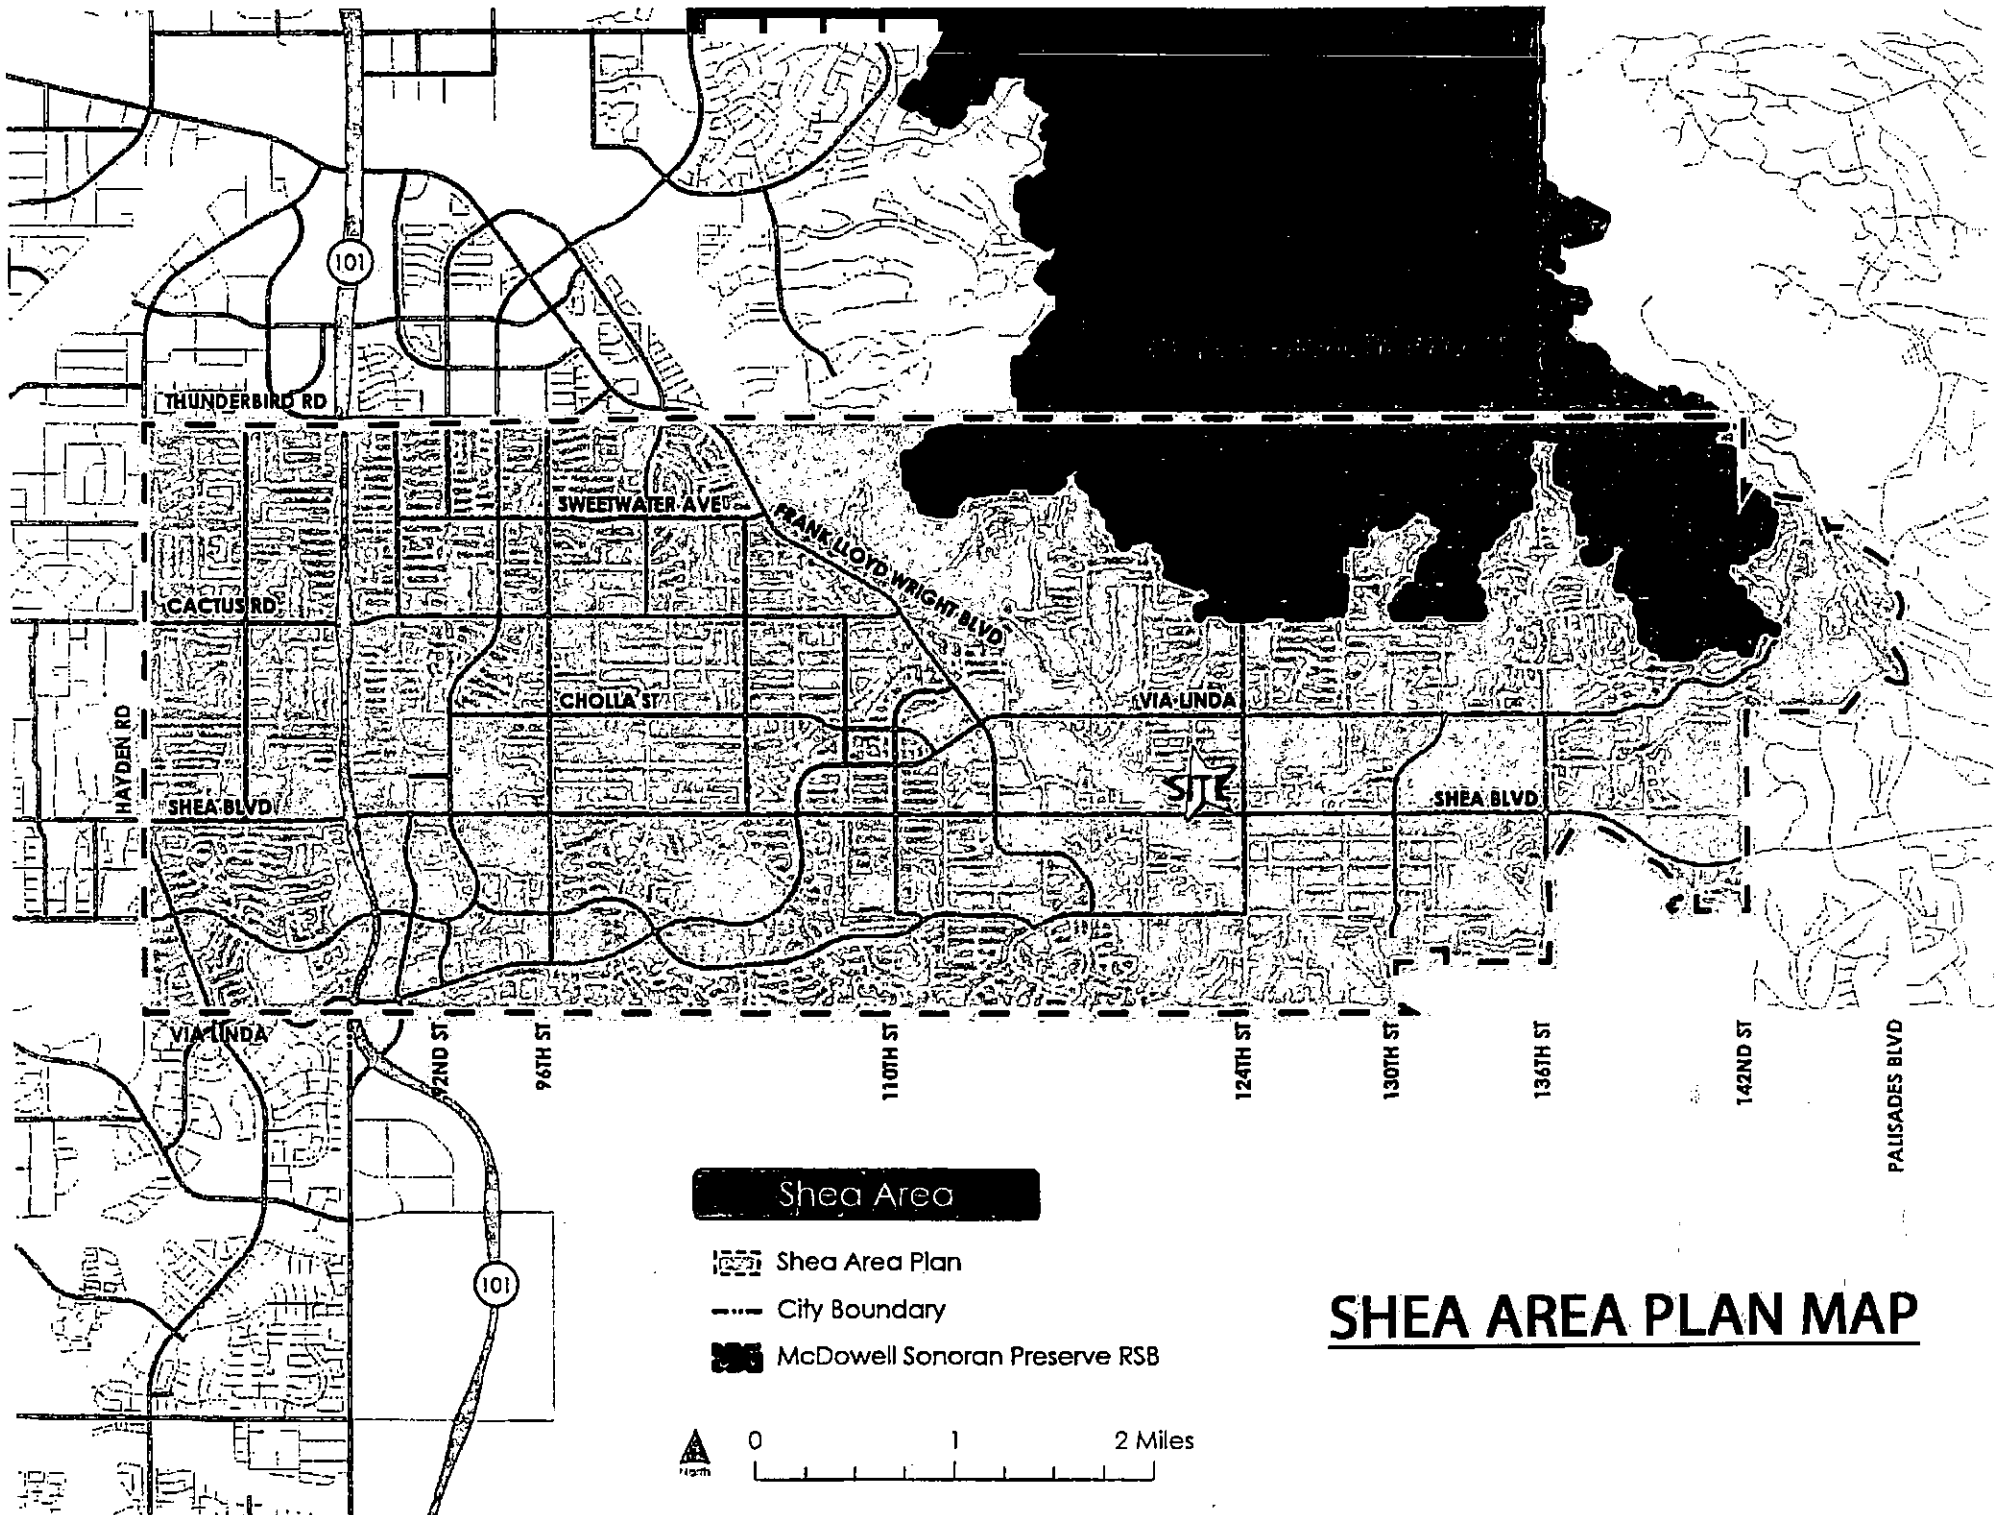 101
THUNDERBIRD RD
SWEETWATER AVE
FRANK LLOYD WRIGHT BLVD
CACTUS RD
CHOLLA ST
VIA LINDA
HAYDEN RD
SITE
SHEA BLVD
SHEA BLVD
VIA LINDA
92ND ST
96TH ST
110TH ST
124TH ST
130TH ST
136TH ST
142ND ST
PALISADES BLVD
Shea Area
Shea Area Plan
101
City Boundary
SHEA AREA PLAN MAP
McDowell Sonoran Preserve RSB
0 1 2 Miles
North